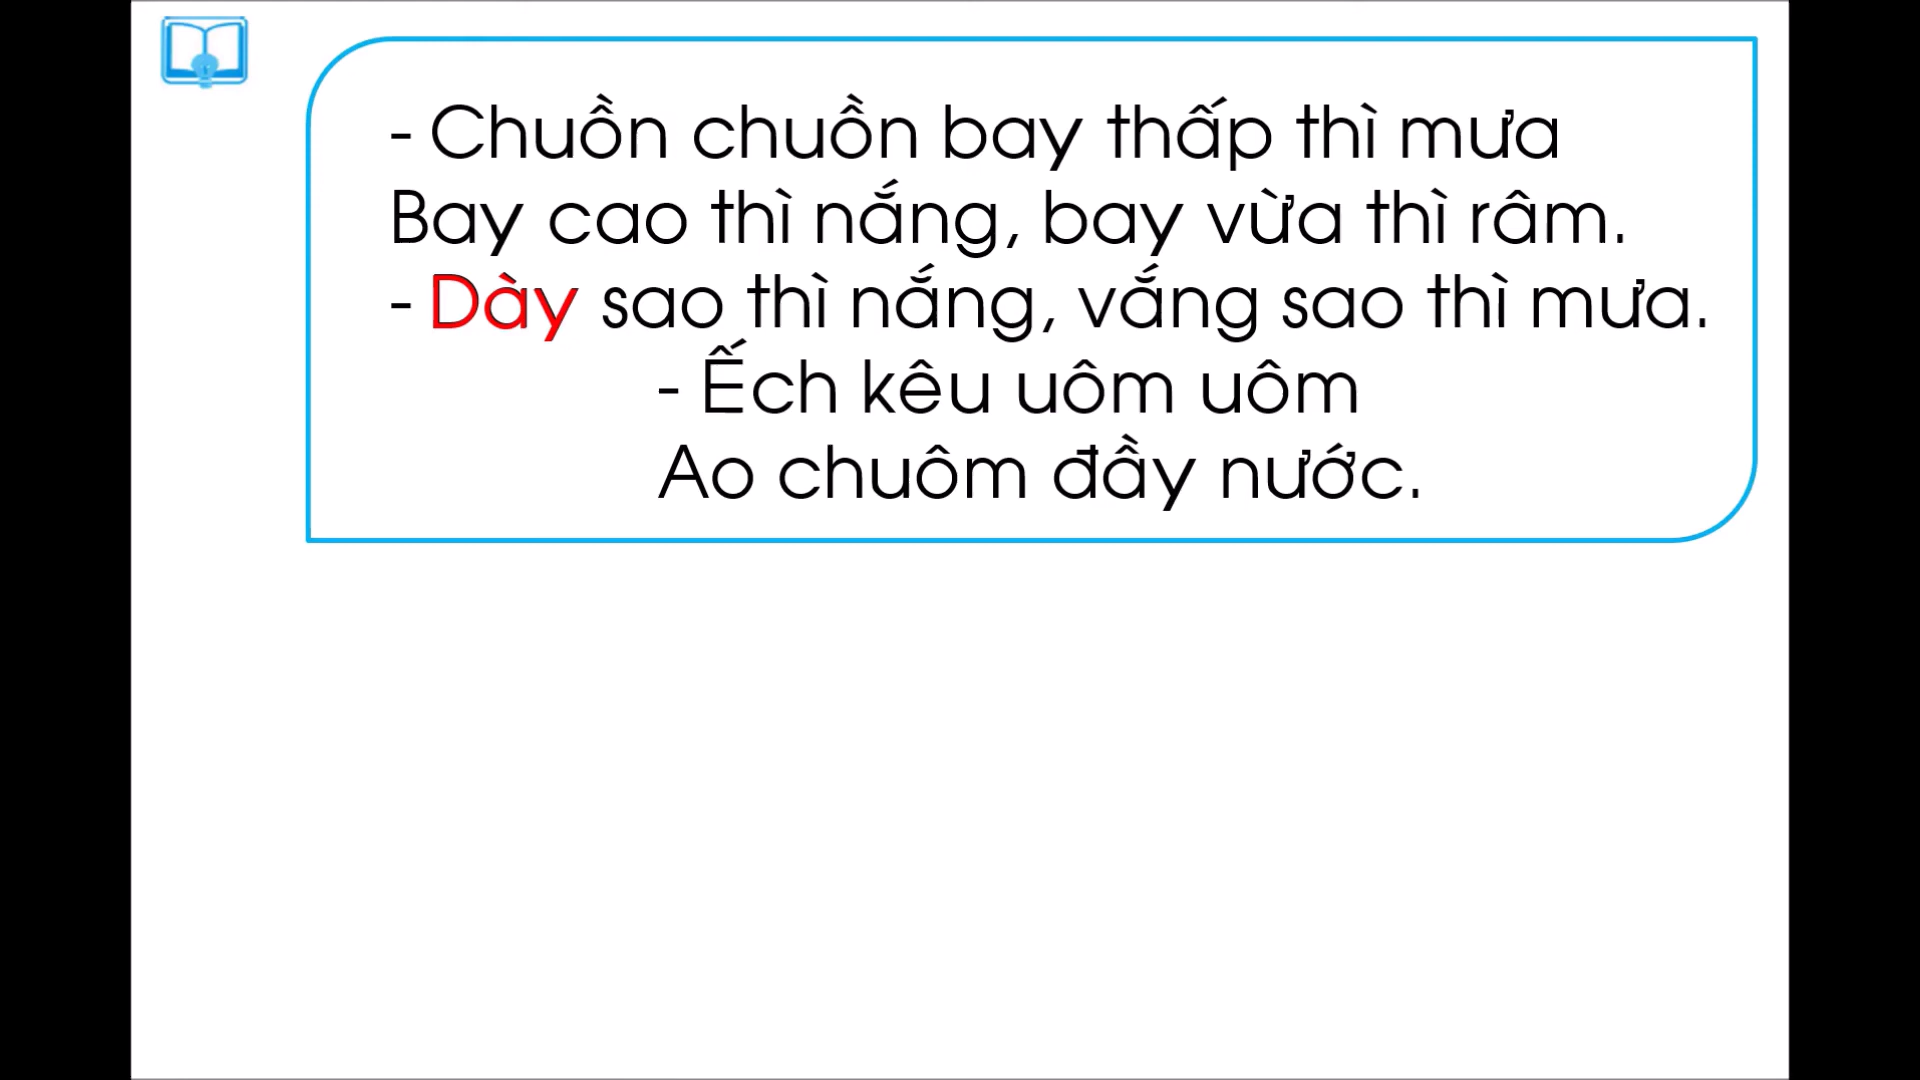 - Chuồn chuồn bay thấp thì mưa
Bay cao thì nắng, bay vừa thì râm.
- Dày sao thì nắng, vắng sao thì mưa.
- Ếch kêu uôm uôm
Ao chuôm đầy nước.